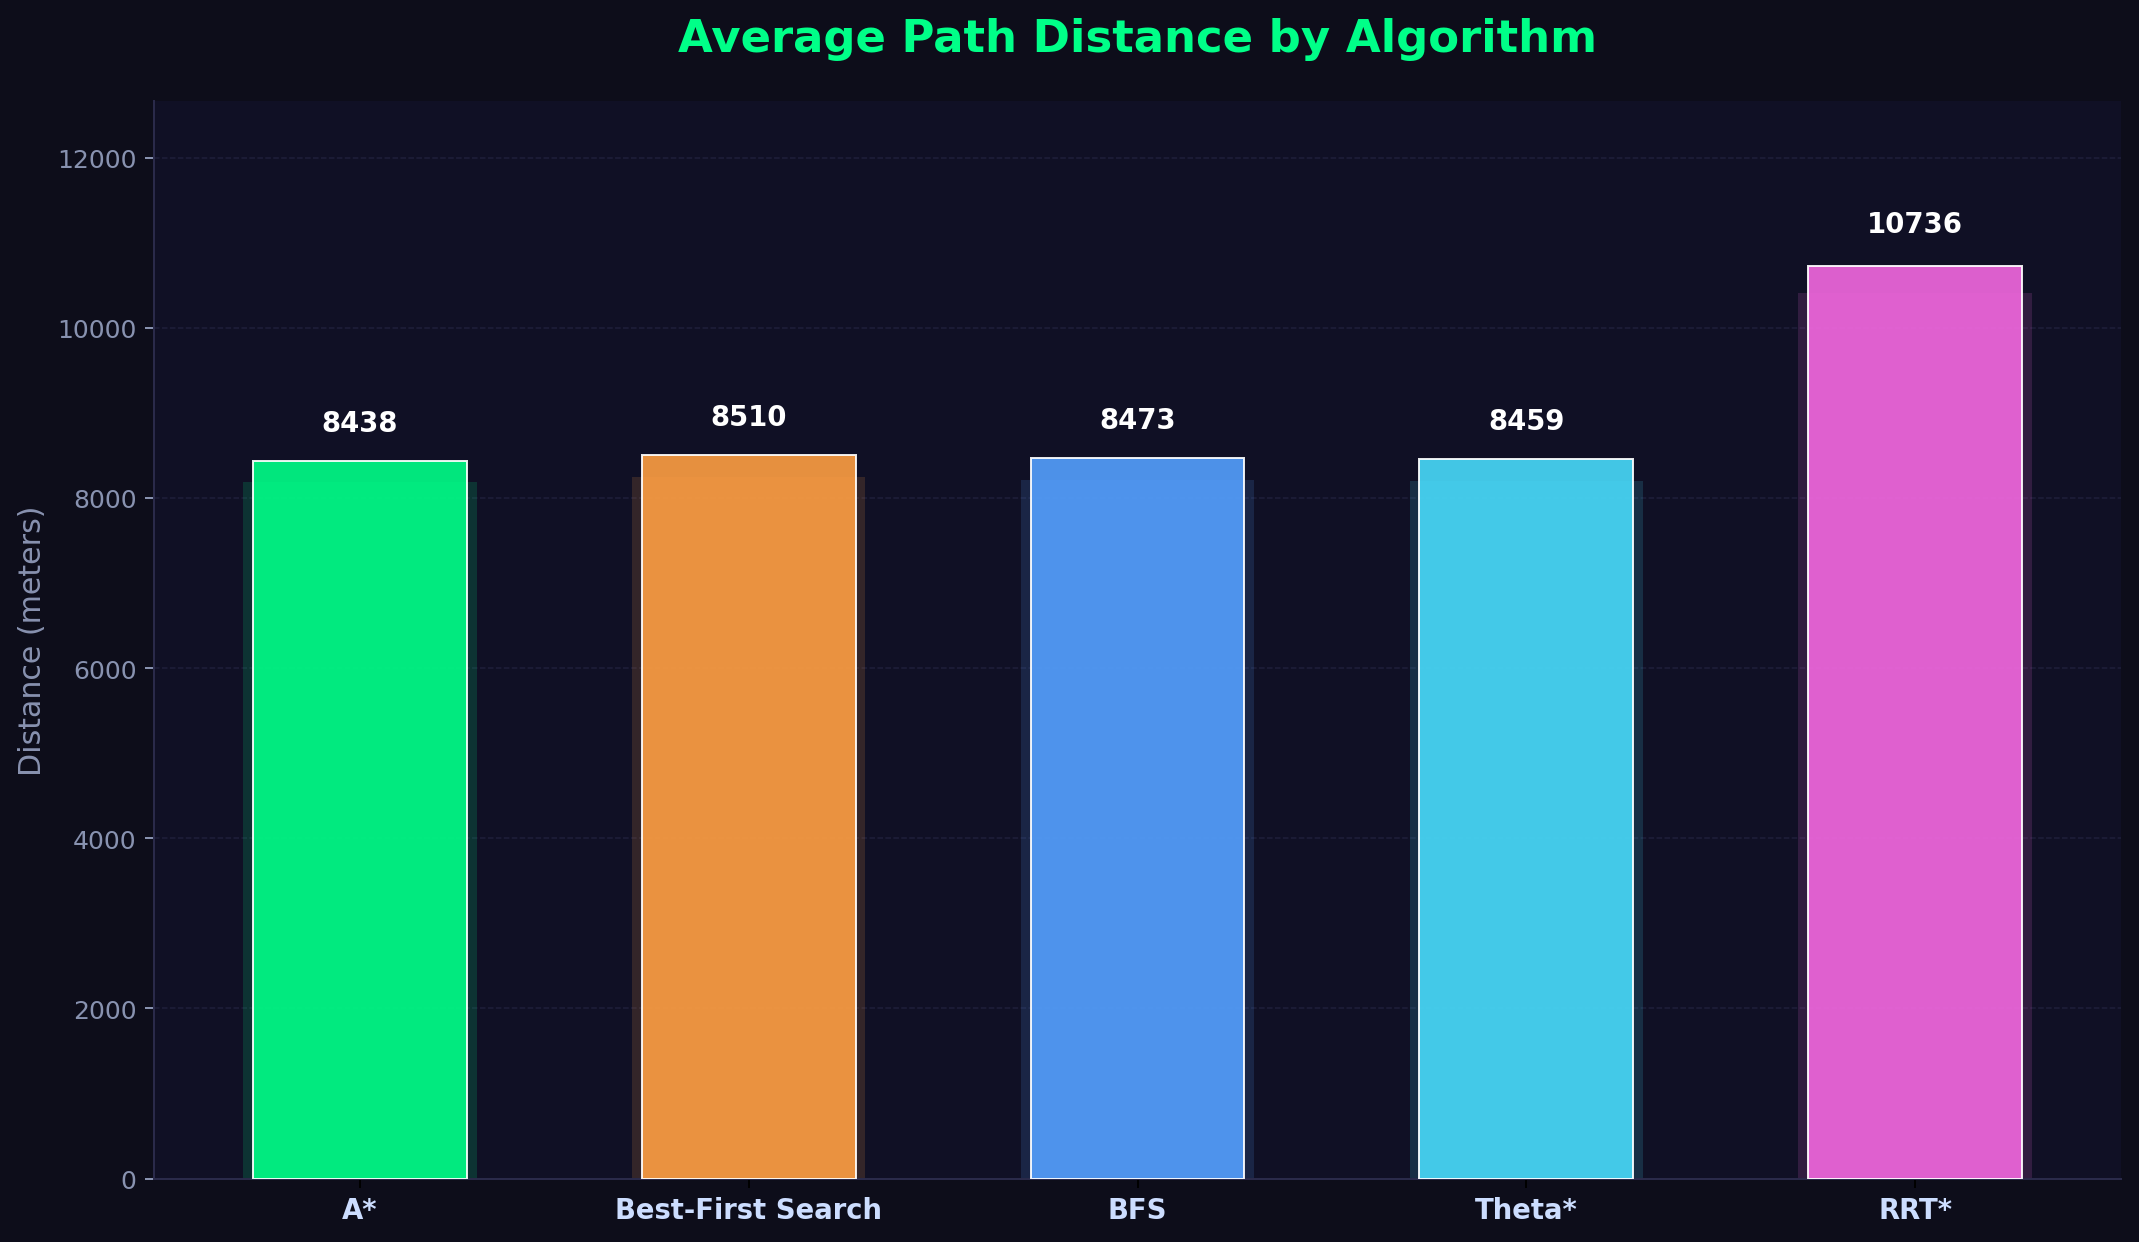 Average Path Distance by Algorithm
Distance (meters)
12000
10000
8000
6000
4000
2000
0
8438
8510
8473
8459
10736
A*
Best-First Search
BFS
Theta*
RRT*